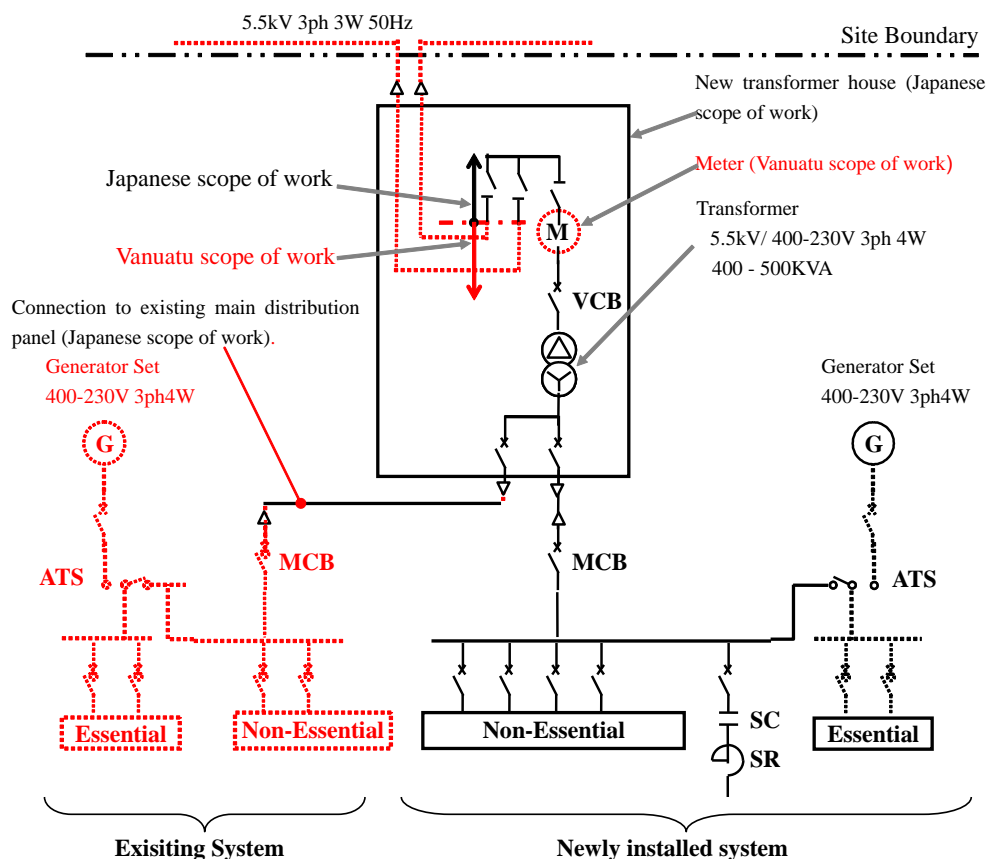 5.5kV 3ph 3W 50Hz
Site Boundary
New transformer house (Japanese
scope of work)
Japanese scope of work
Meter (Vanuatu scope of work)
M
Transformer
5.5kV/ 400-230V 3ph 4W
400 - 500KVA
Vanuatu scope of work
VCB
Connection to existing main distribution
panel (Japanese scope of work).
Generator Set
400-230V 3ph4W
G
Generator Set
400-230V 3ph4W
G
MCB
MCB
ATS
ATS
Essential
Non-Essential
Non-Essential
SC
SR
Essential
Exisiting System
Newly installed system